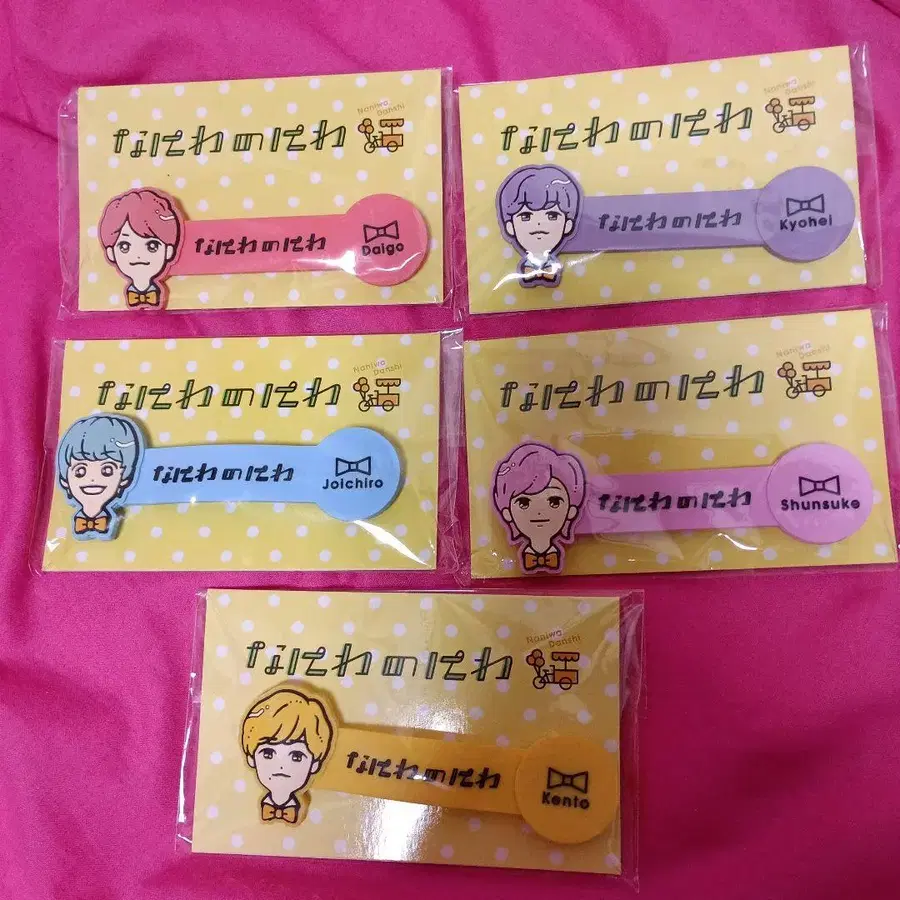 なにわのにわ
Naniwa
Danshi
なにわのにわ
Daigo
なにわのにわ
Naniwa
Danshi
なにわのにわ
Kyohei
なにわのにわ
Naniwa
Danshi
なにわのにわ
Joichiro
なにわのにわ
Naniwa
Danshi
なにわのにわ
Shunsuke
なにわのにわ
Naniwa
Danshi
なにわのにわ
Kento